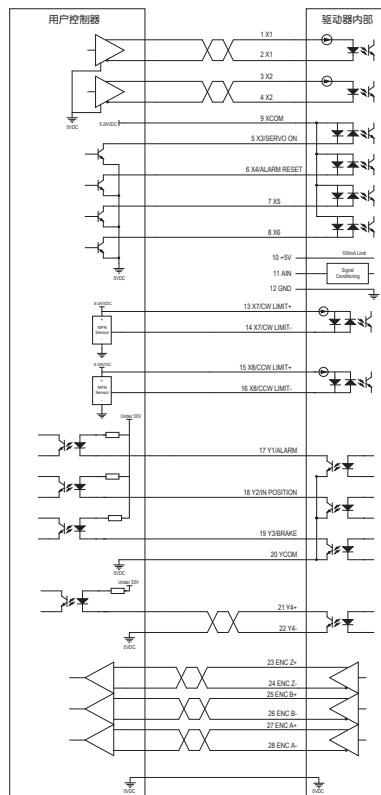 用户控制器
驱动器内部
1 X1
2 X1
3 X2
4 X2
0VDC
5-24VDC
9 XCOM
5 X3/SERVO ON
6 X4/ALARM RESET
7 X5
8 X6
0VDC
10 +5V
100mA Limit
11 AIN
Signal
Conditioning
12 GND
5-24VDC
13 X7/CW LIMIT+
+
NPN
Sensor
-
14 X7/CW LIMIT-
0VDC
5-24VDC
15 X8/CCW LIMIT+
+
NPN
Sensor
-
16 X8/CCW LIMIT-
0VDC
Under 30V
17 Y1/ALARM
18 Y2/IN POSITION
19 Y3/BRAKE
20 YCOM
0VDC
Under 30V
21 Y4+
22 Y4-
0VDC
23 ENC Z+
24 ENC Z-
25 ENC B+
26 ENC B-
27 ENC A+
28 ENC A-
0VDC
0VDC